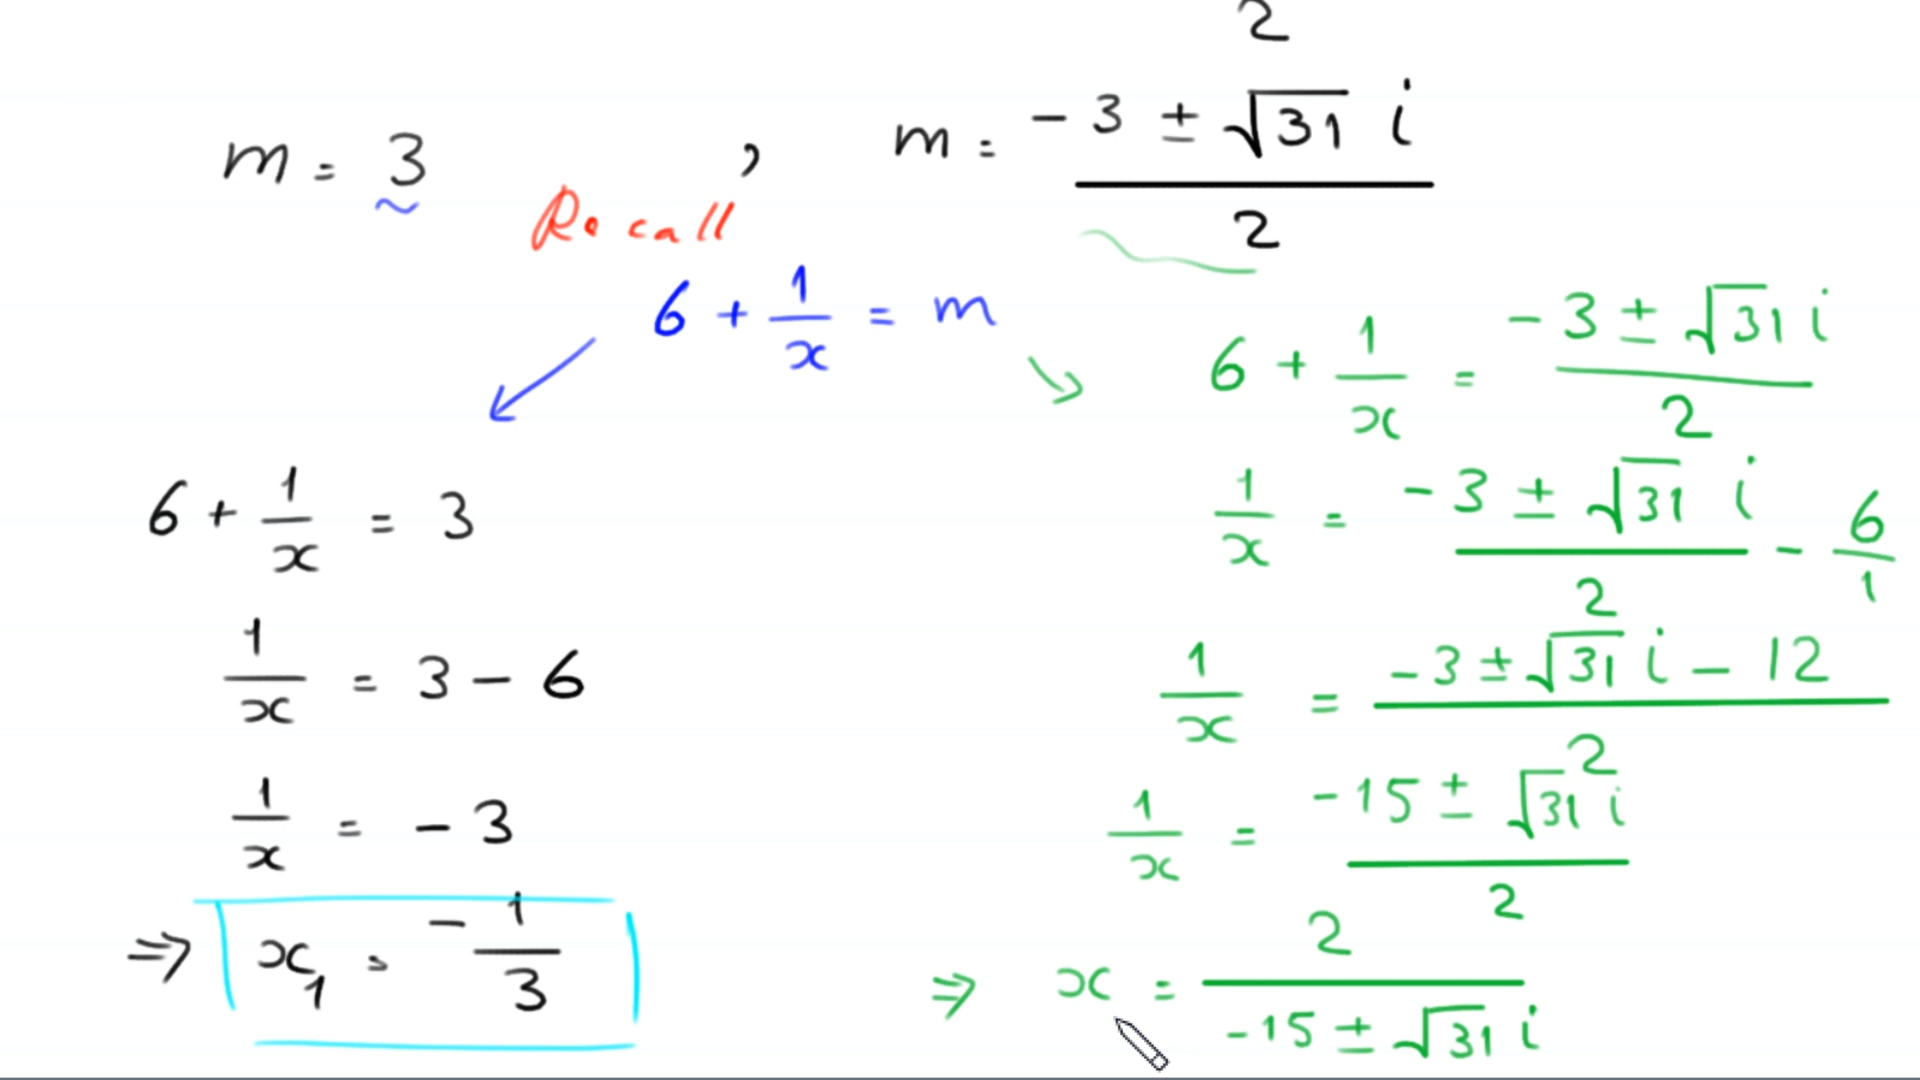 2
m = 3 , m = (-3 ± √31 i)/2
Recall
6 + 1/x = m
6 + 1/x = 3
1/x = 3 - 6
1/x = -3
⇒ x₁ = -1/3
6 + 1/x = (-3 ± √31 i)/2
1/x = (-3 ± √31 i)/2 - 6/1
1/x = (-3 ± √31 i - 12)/2
1/x = (-15 ± √31 i)/2
⇒ x = 2/(-15 ± √31 i)